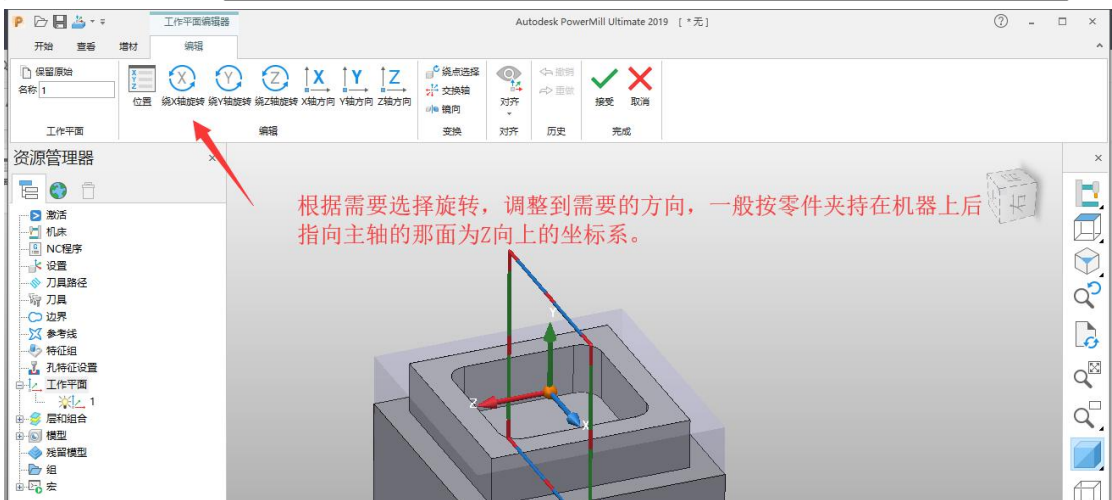 工作平面编辑器
Autodesk PowerMill Ultimate 2019 [ *无 ]
开始 查看 增材 编辑
保留原始
名称 1
位置 绕X轴旋转 绕Y轴旋转 绕Z轴旋转 X轴方向 Y轴方向 Z轴方向
绕点选择
交换轴
镜向
对齐
撤销
重做
接受 取消
工作平面 编辑 变换 对齐 历史 完成
资源管理器
激活
机床
NC程序
设置
刀具路径
刀具
边界
参考线
特征组
孔特征设置
工作平面
1
层和组合
模型
残留模型
组
宏
根据需要选择旋转，调整到需要的方向，一般按零件夹持在机器上后
指向主轴的那面为Z向上的坐标系。
Y
Z
X